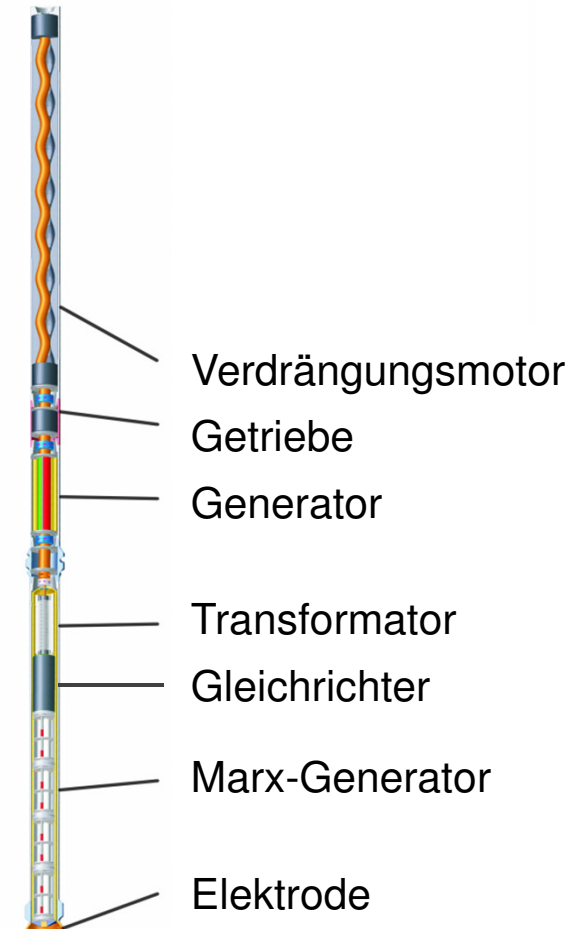 Verdrängungsmotor
Getriebe
Generator
Transformator
Gleichrichter
Marx-Generator
Elektrode